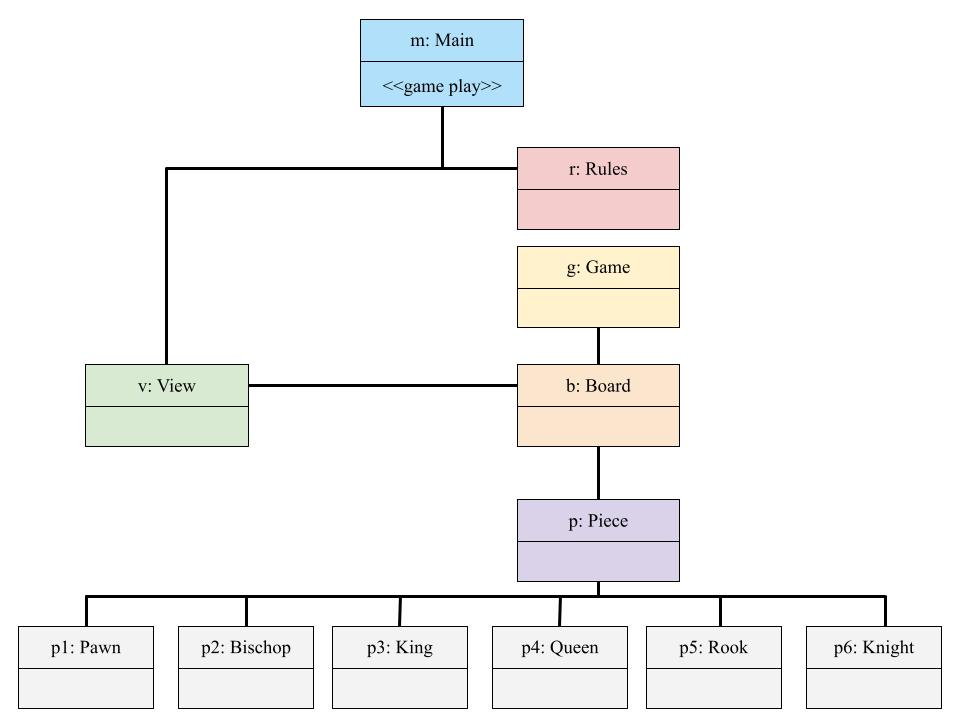 m: Main
<<game play>>
r: Rules
g: Game
v: View
b: Board
p: Piece
p1: Pawn
p2: Bischop
p3: King
p4: Queen
p5: Rook
p6: Knight